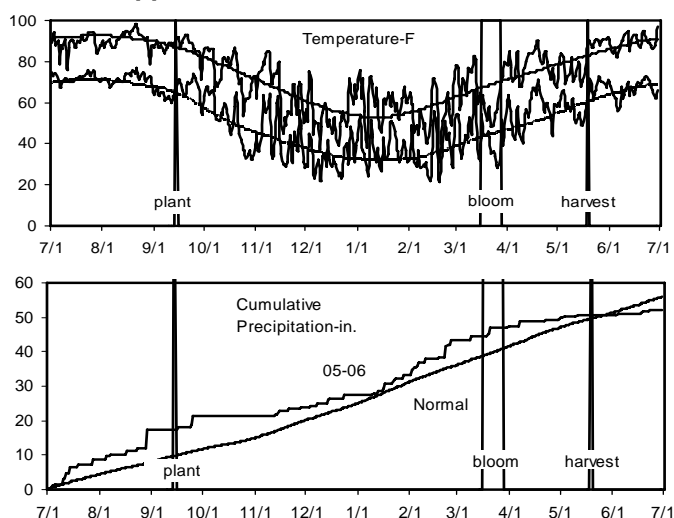 100
Temperature-F
80
60
40
20
plant
bloom
harvest
0
7/1 8/1 9/1 10/1 11/1 12/1 1/1 2/1 3/1 4/1 5/1 6/1 7/1
60
Cumulative
50
Precipitation-in.
40
05-06
30
Normal
20
10
plant
bloom
harvest
0
7/1 8/1 9/1 10/1 11/1 12/1 1/1 2/1 3/1 4/1 5/1 6/1 7/1